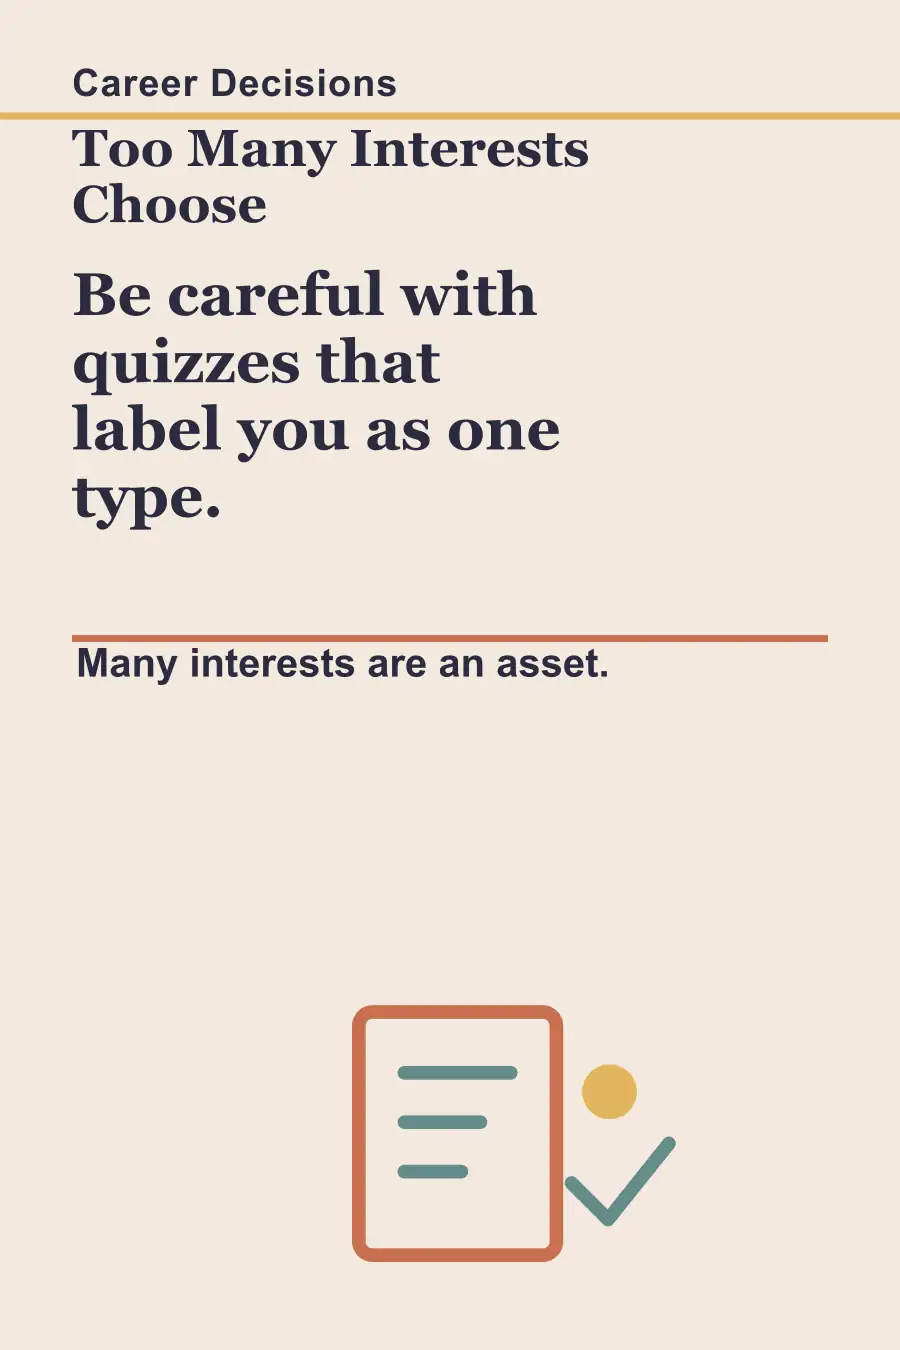 Career Decisions
Too Many Interests
Choose
Be careful with
quizzes that
label you as one
type.
Many interests are an asset.